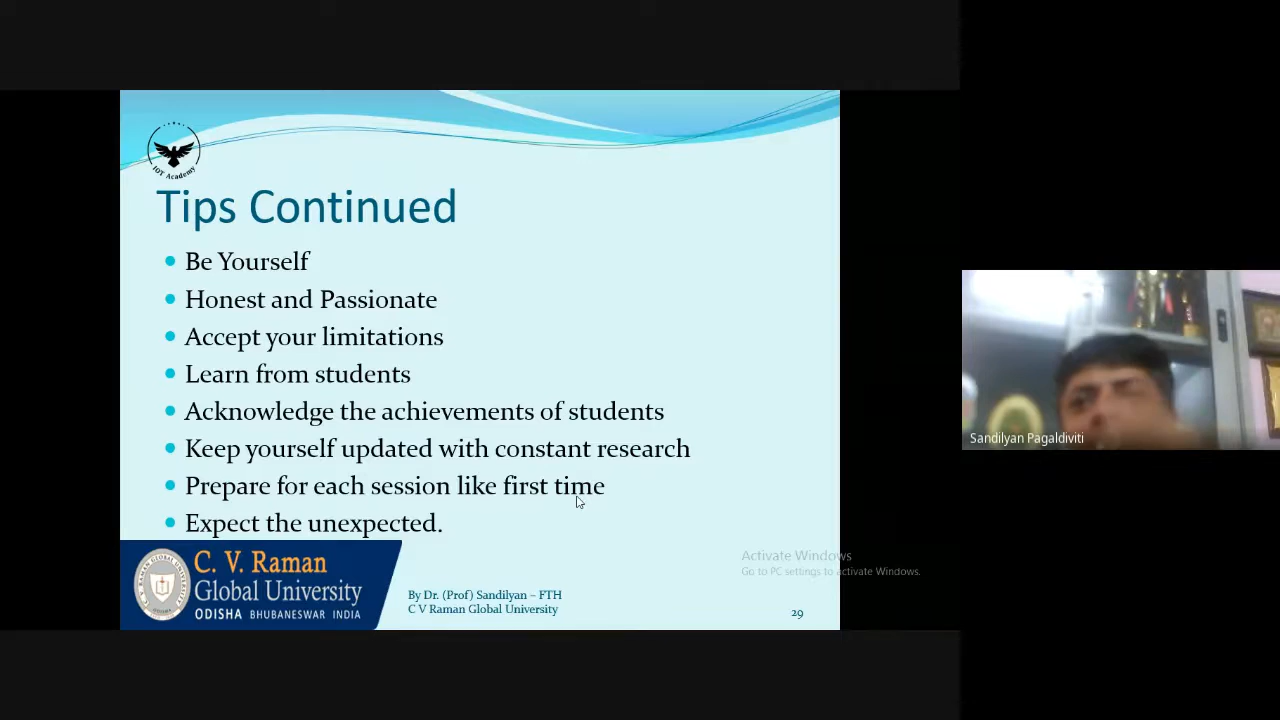 IOT Academy
Tips Continued
Be Yourself
Honest and Passionate
Accept your limitations
Learn from students
Acknowledge the achievements of students
Keep yourself updated with constant research
Prepare for each session like first time
Expect the unexpected.
C. V. Raman
Global University
ODISHA BHUBANESWAR INDIA
By Dr. (Prof) Sandilyan – FTH
C V Raman Global University
29
Activate Windows
Go to PC settings to activate Windows.
Sandilyan Pagaldiviti